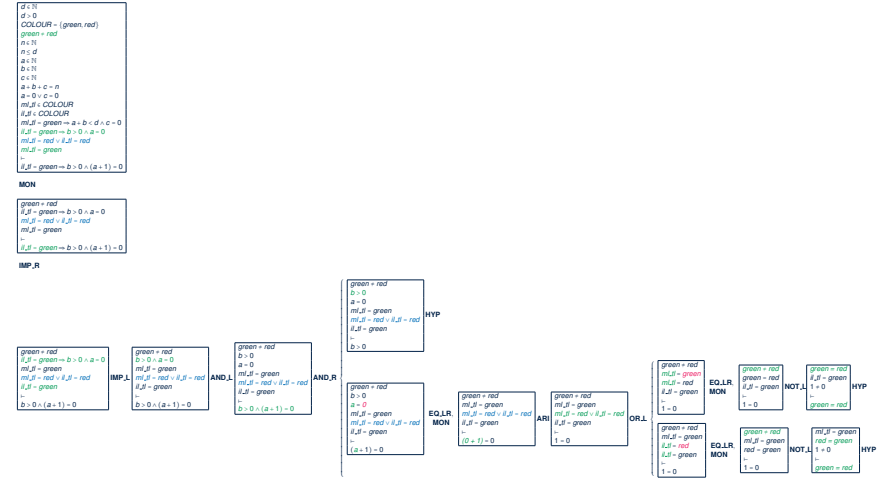 d ∈ ℕ
d > 0
COLOUR = {green, red}
green ≠ red
n ∈ ℕ
n ≤ d
a ∈ ℕ
b ∈ ℕ
c ∈ ℕ
a + b + c = n
a = 0 ∨ c = 0
ml_tl ∈ COLOUR
il_tl ∈ COLOUR
ml_tl = green ⇒ a + b < d ∧ c = 0
il_tl = green ⇒ b > 0 ∧ a = 0
ml_tl = red ∨ il_tl = red
ml_tl = green
⊢
il_tl = green ⇒ b > 0 ∧ (a + 1) = 0
MON
green ≠ red
il_tl = green ⇒ b > 0 ∧ a = 0
ml_tl = red ∨ il_tl = red
ml_tl = green
⊢
il_tl = green ⇒ b > 0 ∧ (a + 1) = 0
IMP_R
green ≠ red
il_tl = green ⇒ b > 0 ∧ a = 0
ml_tl = green
ml_tl = red ∨ il_tl = red
il_tl = green
⊢
b > 0 ∧ (a + 1) = 0
IMP_L
green ≠ red
b > 0 ∧ a = 0
ml_tl = green
ml_tl = red ∨ il_tl = red
il_tl = green
⊢
b > 0 ∧ (a + 1) = 0
AND_L
green ≠ red
b > 0
a = 0
ml_tl = green
ml_tl = red ∨ il_tl = red
il_tl = green
⊢
b > 0 ∧ (a + 1) = 0
AND_R
green ≠ red
b > 0
a = 0
ml_tl = green
ml_tl = red ∨ il_tl = red
il_tl = green
⊢
b > 0
HYP
green ≠ red
b > 0
a = 0
ml_tl = green
ml_tl = red ∨ il_tl = red
il_tl = green
⊢
(a + 1) = 0
EQ_LR,
MON
green ≠ red
ml_tl = green
ml_tl = red ∨ il_tl = red
il_tl = green
⊢
(0 + 1) = 0
ARI
green ≠ red
ml_tl = green
ml_tl = red ∨ il_tl = red
il_tl = green
⊢
1 = 0
OR_L
green ≠ red
ml_tl = green
ml_tl = red
il_tl = green
⊢
1 = 0
EQ_LR,
MON
green ≠ red
green = red
il_tl = green
⊢
1 = 0
NOT_L
green = red
il_tl = green
1 ≠ 0
⊢
green = red
HYP
green ≠ red
ml_tl = green
il_tl = red
il_tl = green
⊢
1 = 0
EQ_LR,
MON
green ≠ red
ml_tl = green
red = green
⊢
1 = 0
NOT_L
ml_tl = green
red = green
1 ≠ 0
⊢
green = red
HYP